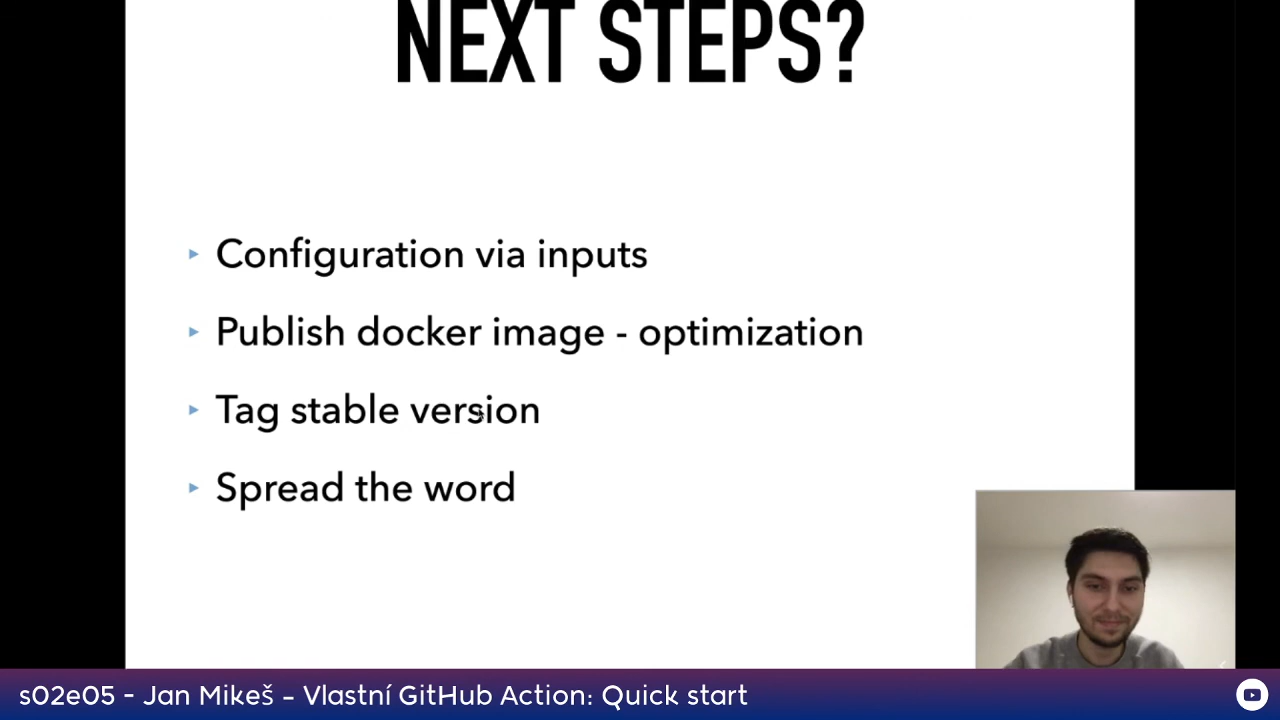 NEXT STEPS?
Configuration via inputs
Publish docker image - optimization
Tag stable version
Spread the word
s02e05 - Jan Mikeš - Vlastní GitHub Action: Quick start